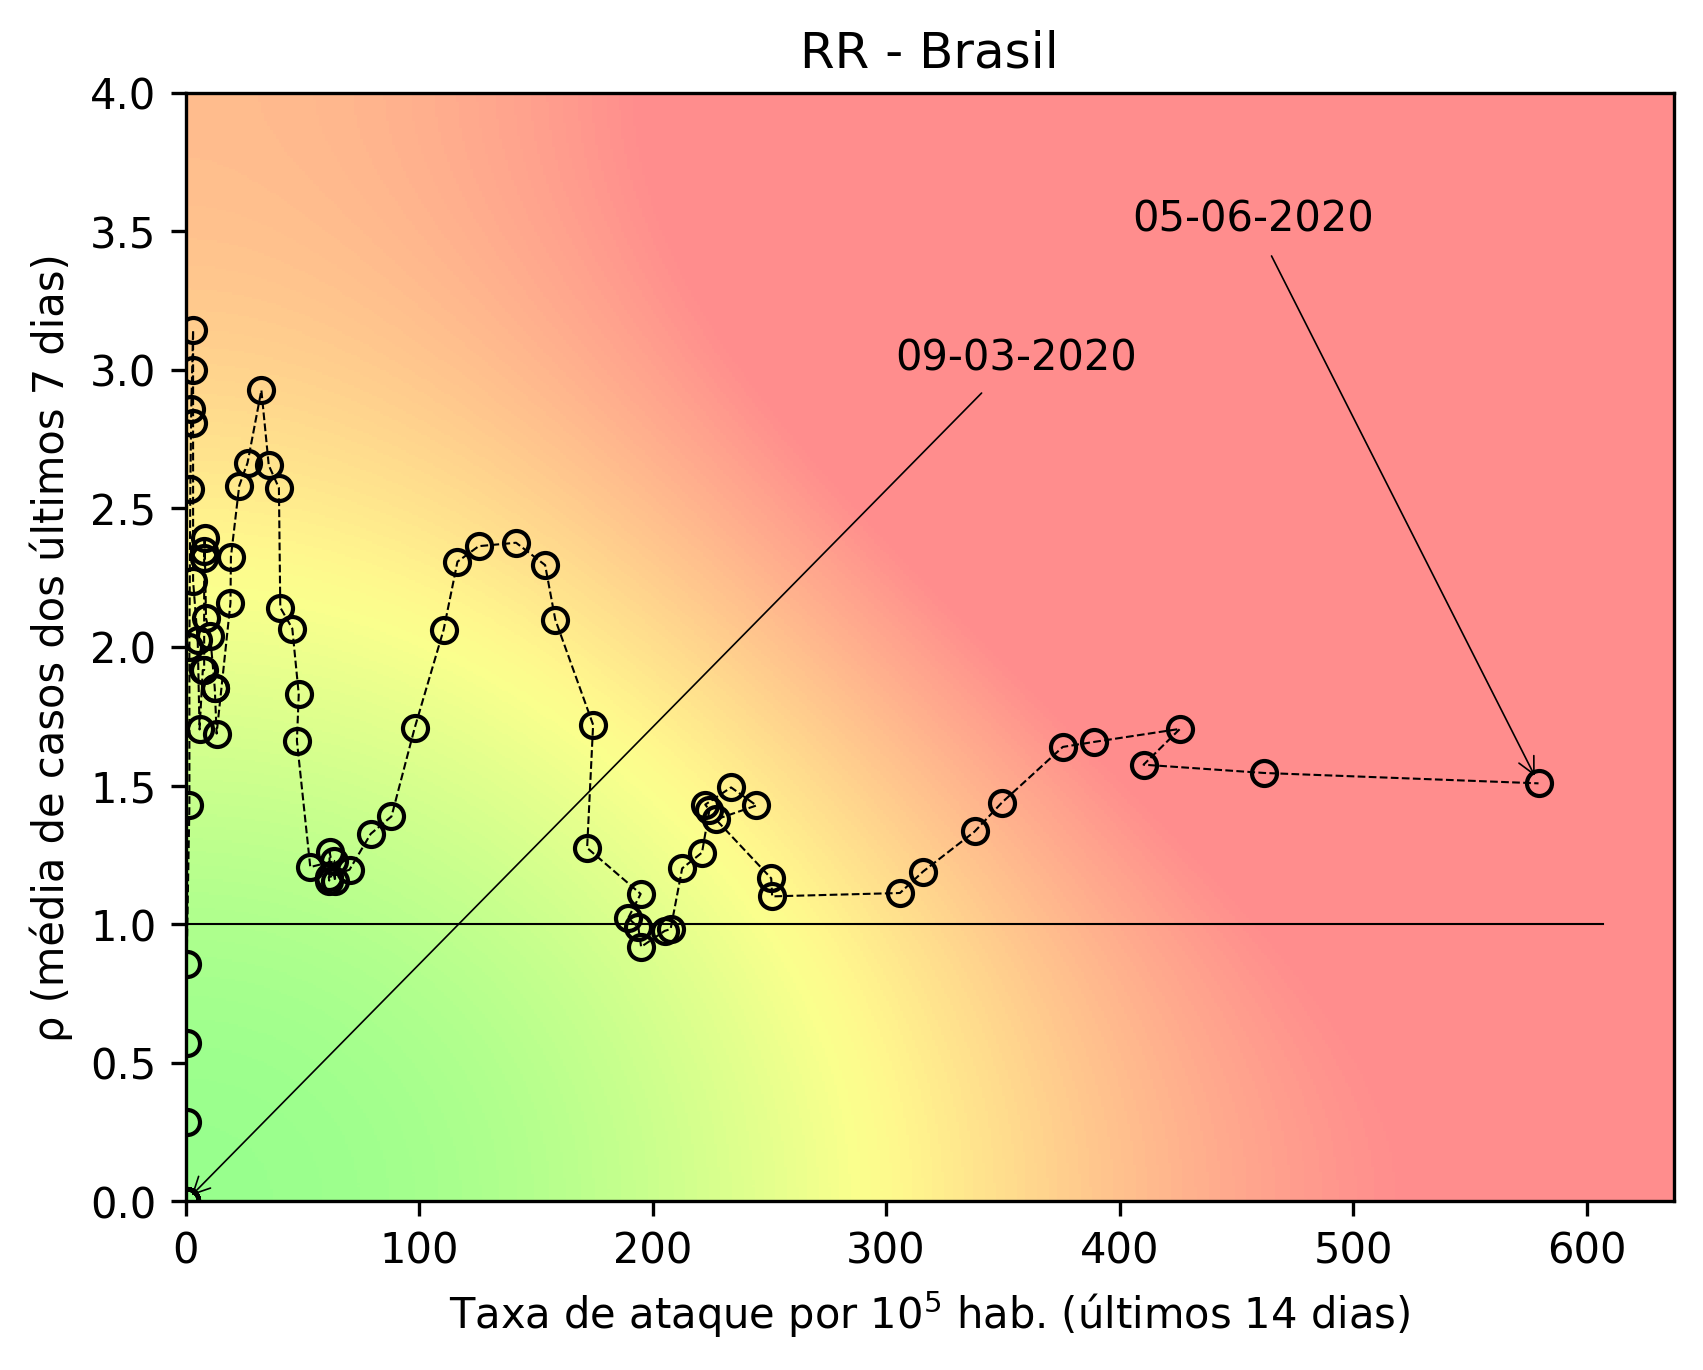 RR - Brasil
4.0
3.5
3.0
2.5
2.0
1.5
1.0
0.5
0.0
ρ (média de casos dos últimos 7 dias)
05-06-2020
09-03-2020
0 100 200 300 400 500 600
Taxa de ataque por 10⁵ hab. (últimos 14 dias)